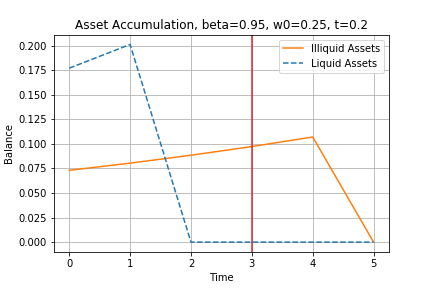 Asset Accumulation, beta=0.95, w0=0.25, t=0.2
Illiquid Assets
Liquid Assets
0.200
0.175
0.150
0.125
0.100
0.075
0.050
0.025
0.000
Balance
0 1 2 3 4 5
Time